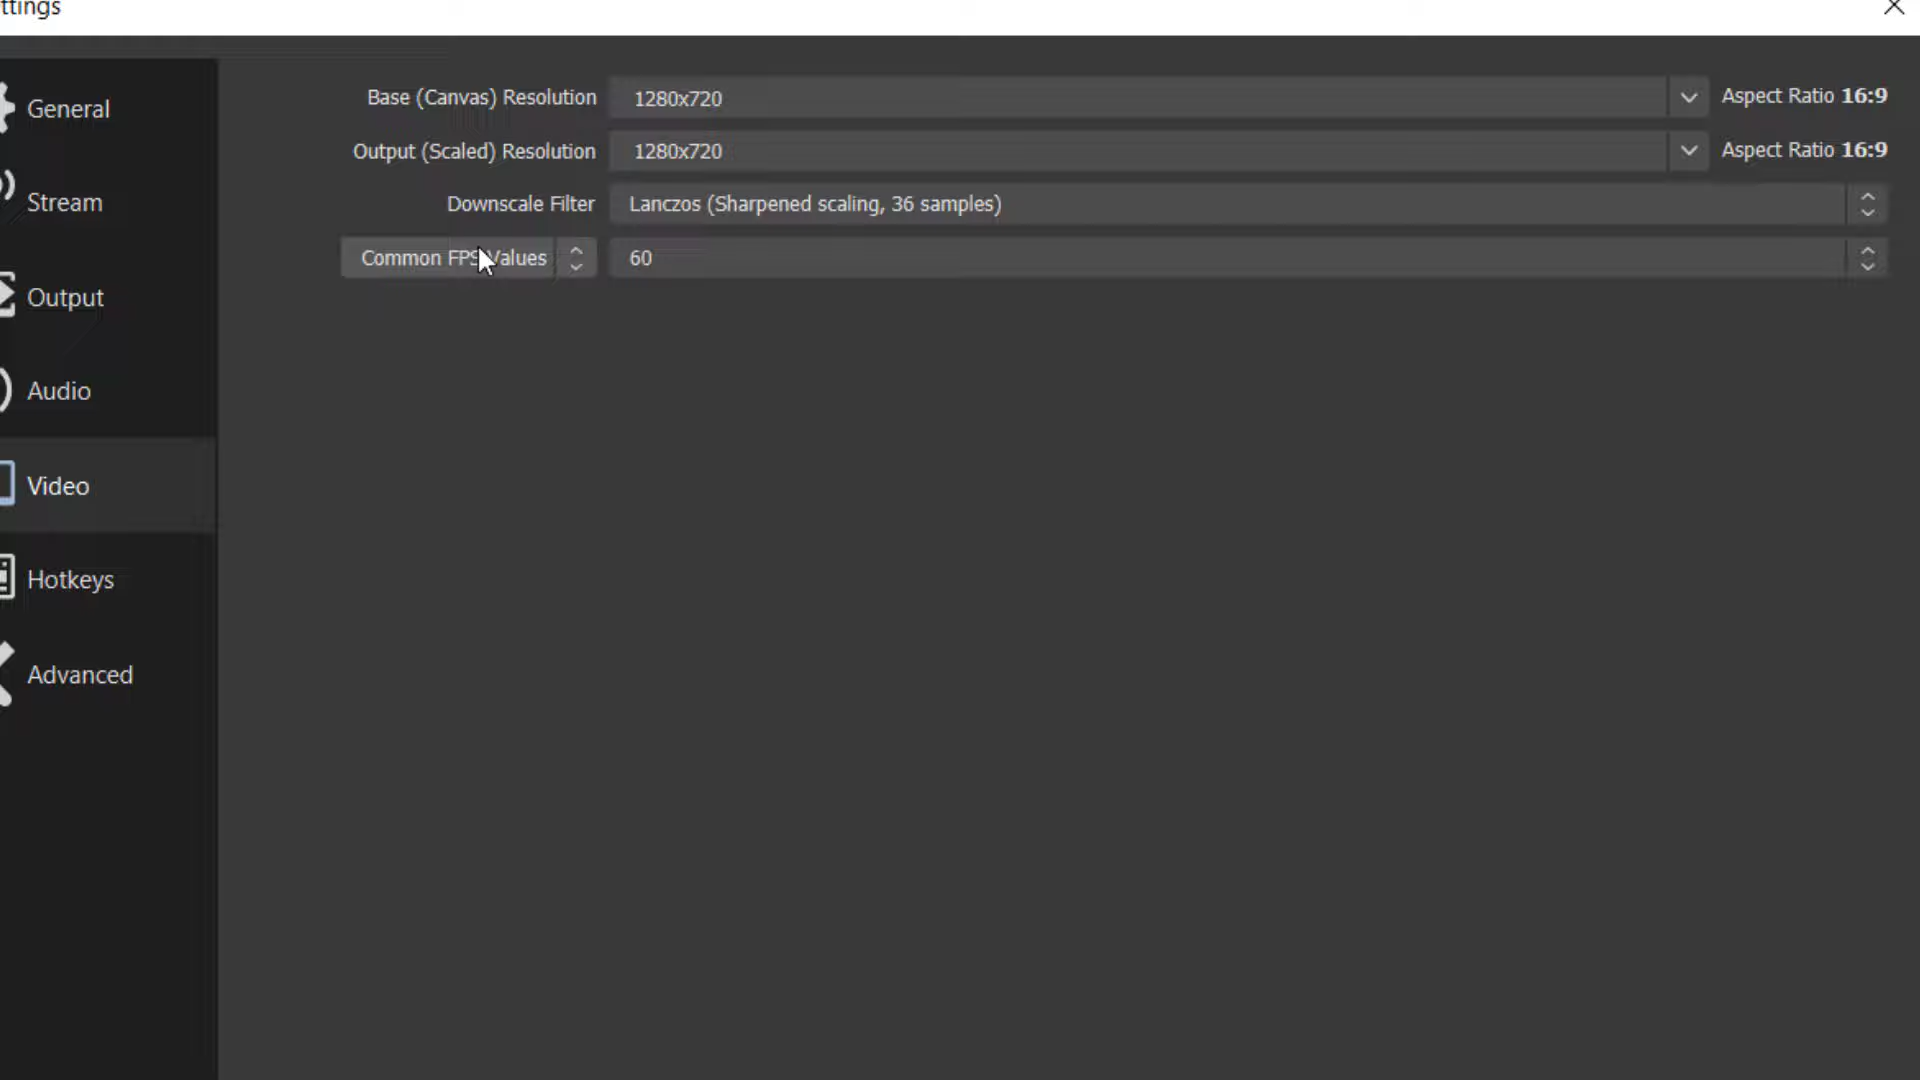 ttings
General
Stream
Output
Audio
Video
Hotkeys
Advanced
Base (Canvas) Resolution 1280x720 Aspect Ratio 16:9
Output (Scaled) Resolution 1280x720 Aspect Ratio 16:9
Downscale Filter Lanczos (Sharpened scaling, 36 samples)
Common FPS Values 60